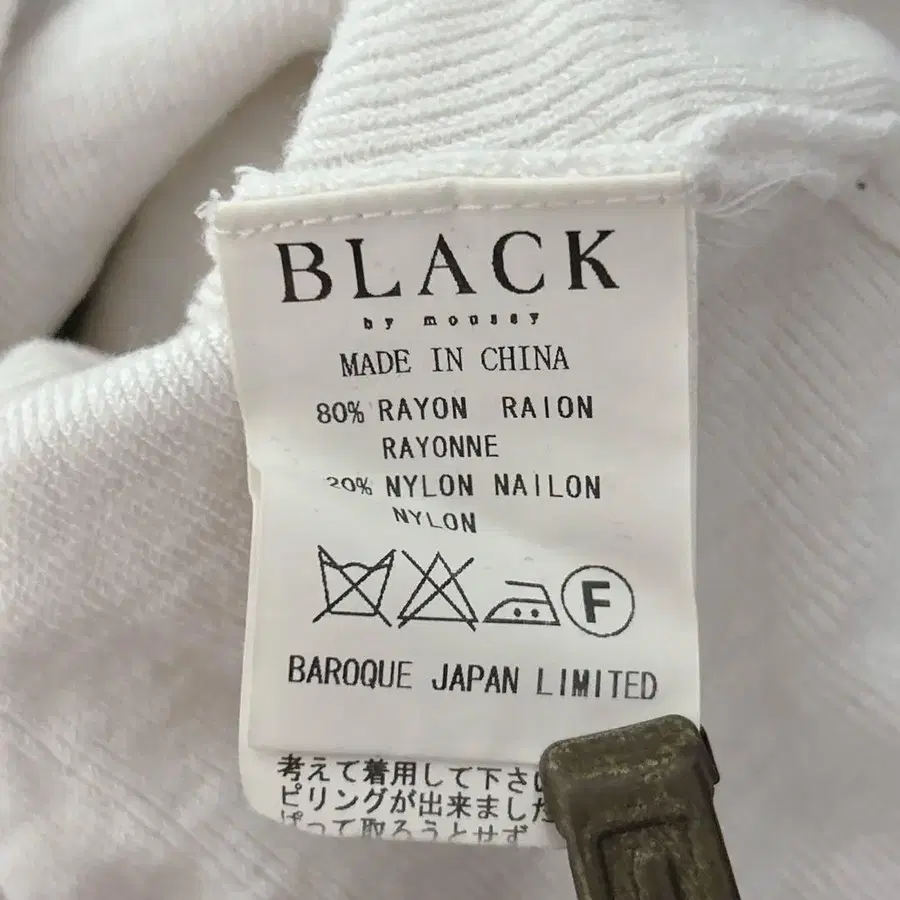 BLACK
by moussy
MADE IN CHINA
80% RAYON RAION
RAYONNE
20% NYLON NAILON
NYLON
F
BAROQUE JAPAN LIMITED
考えて着用して下さい
ピリングが出来ました
ぱって取ろうとせず